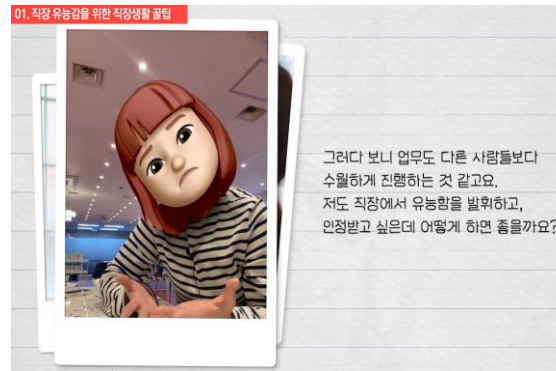 01. 직장 유능감을 위한 직장생활 꿀팁
그러다 보니 업무도 다른 사람들보다
수월하게 진행하는 것 같고요.
저도 직장에서 유능함을 발휘하고,
인정받고 싶은데 어떻게 하면 좋을까요?